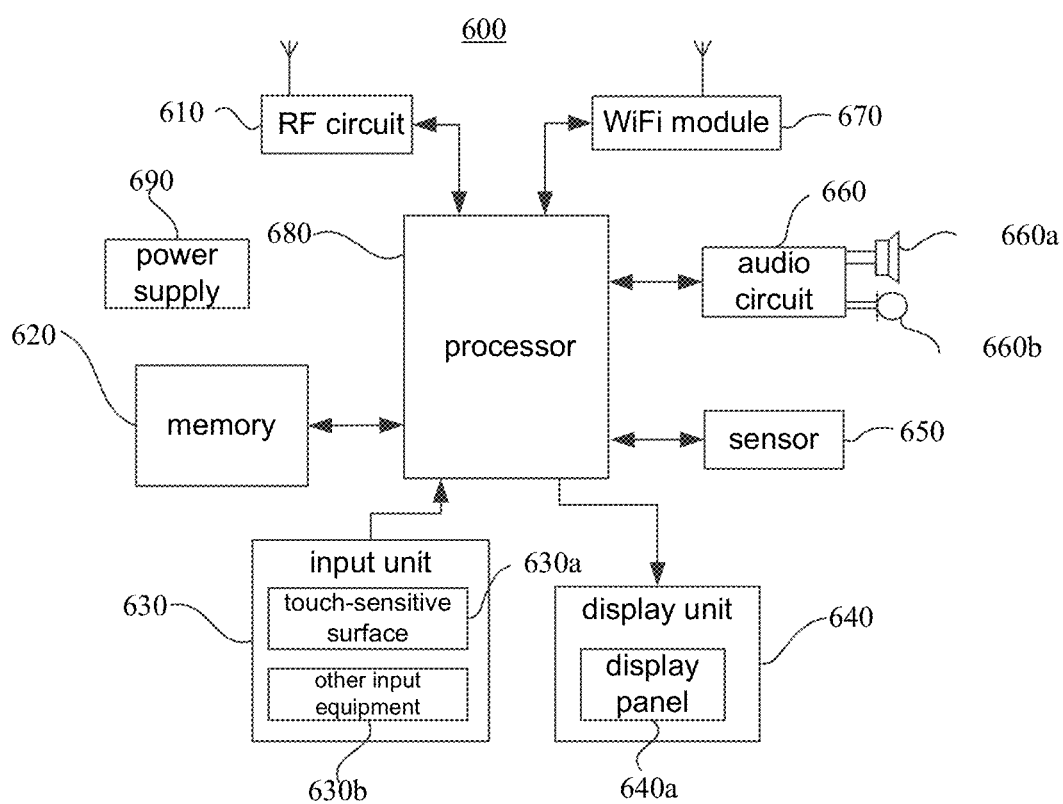 600
610
RF circuit
WiFi module
670
690
power
supply
680
660
audio
circuit
660a
660b
620
memory
processor
sensor
650
input unit
630a
630
touch-sensitive
surface
other input
equipment
630b
display unit
640
display
panel
640a